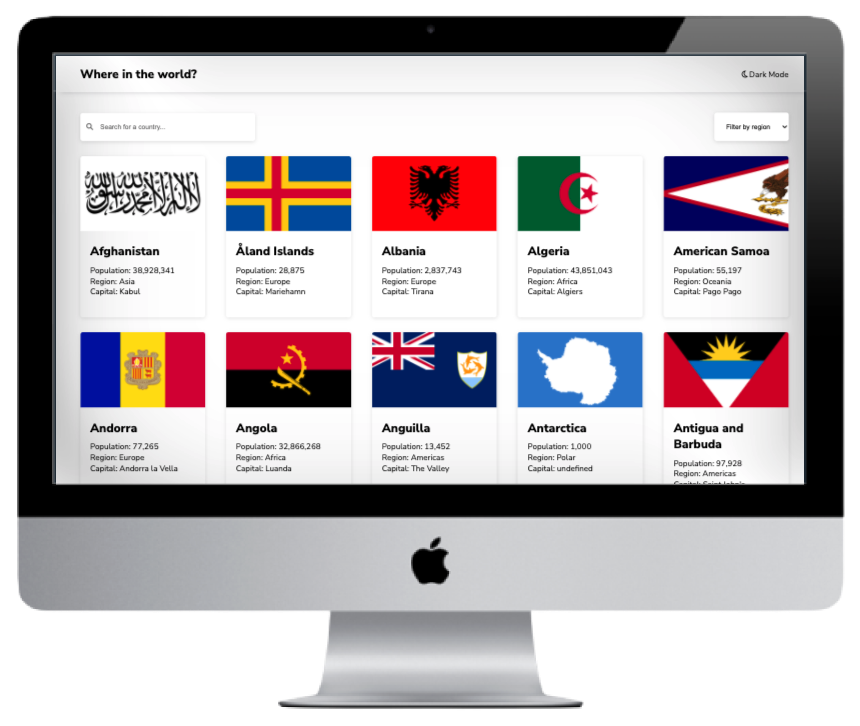 Where in the world?
Dark Mode
Search for a country...
Filter by region
Afghanistan
Population: 38,928,341
Region: Asia
Capital: Kabul
Åland Islands
Population: 28,875
Region: Europe
Capital: Mariehamn
Albania
Population: 2,837,743
Region: Europe
Capital: Tirana
Algeria
Population: 43,851,043
Region: Africa
Capital: Algiers
American Samoa
Population: 55,197
Region: Oceania
Capital: Pago Pago
Andorra
Population: 77,265
Region: Europe
Capital: Andorra la Vella
Angola
Population: 32,866,268
Region: Africa
Capital: Luanda
Anguilla
Population: 13,452
Region: Americas
Capital: The Valley
Antarctica
Population: 1,000
Region: Polar
Capital: undefined
Antigua and
Barbuda
Population: 97,928
Region: Americas